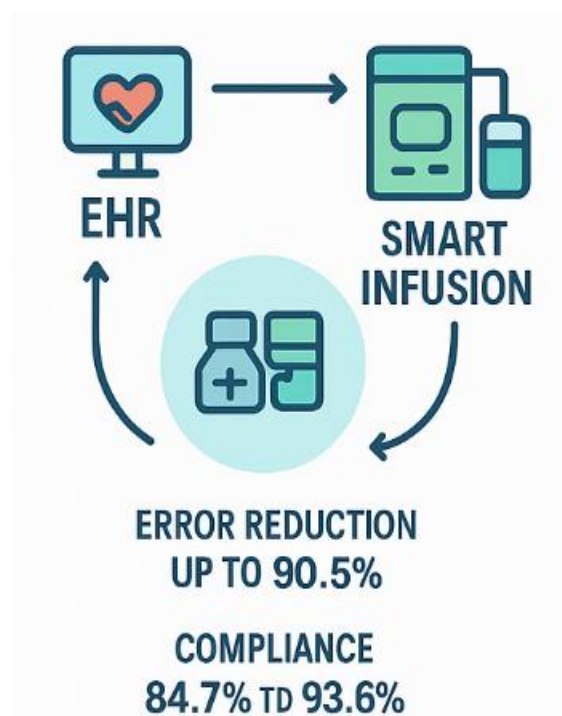 EHR
SMART
INFUSION
ERROR REDUCTION
UP TO 90.5%
COMPLIANCE
84.7% TD 93.6%